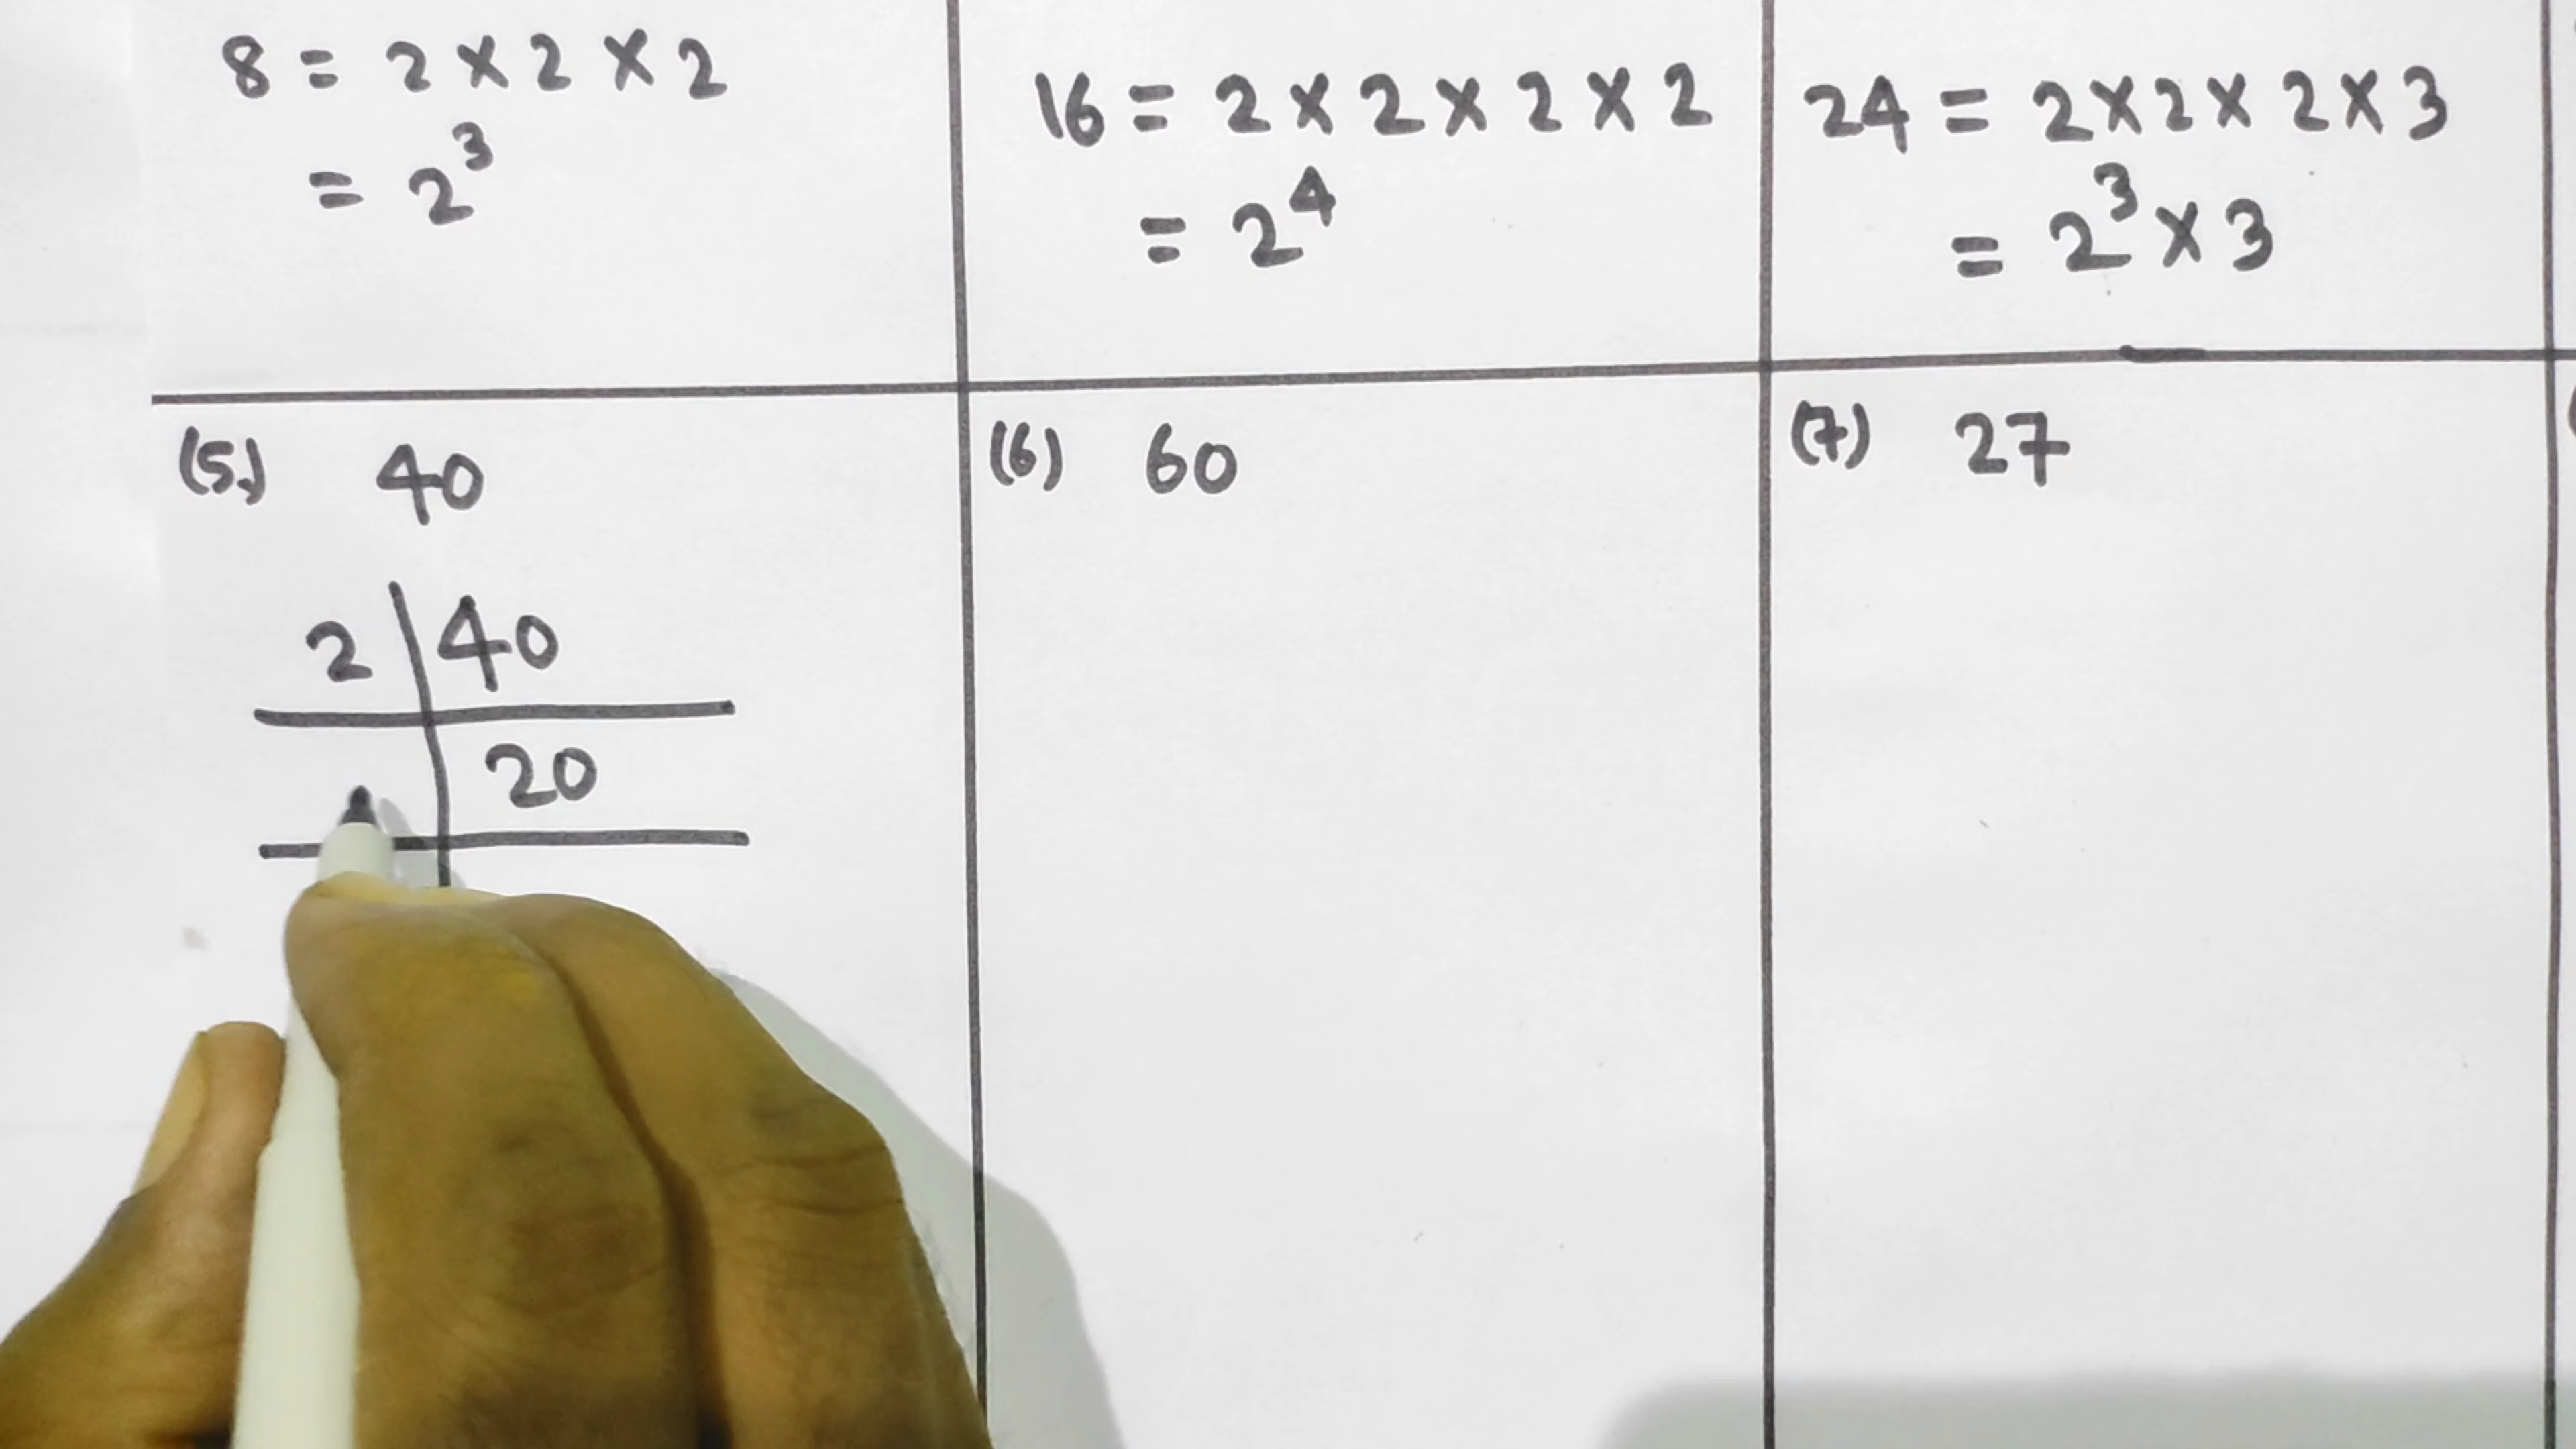 8 = 2 × 2 × 2
= 2³
16 = 2 × 2 × 2 × 2
= 2⁴
24 = 2 × 2 × 2 × 3
= 2³ × 3
(5) 40
2 | 40
20
(6) 60
(7) 27